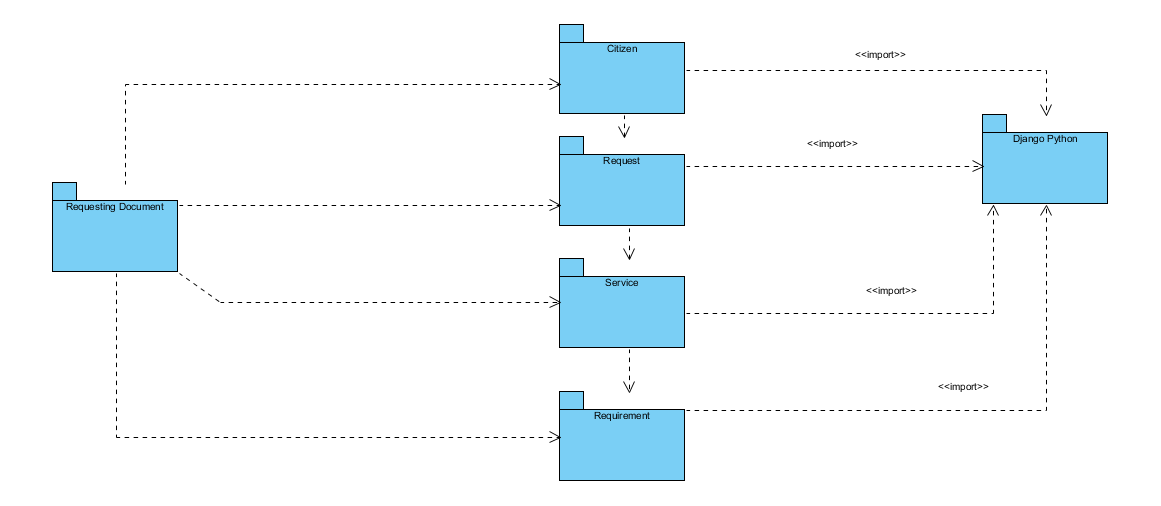 Citizen
<<import>>
Django Python
Request
<<import>>
Requesting Document
Service
<<import>>
Requirement
<<import>>